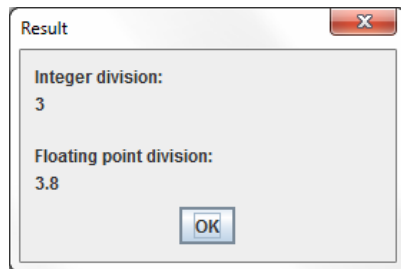 Result
Integer division:
3
Floating point division:
3.8
OK